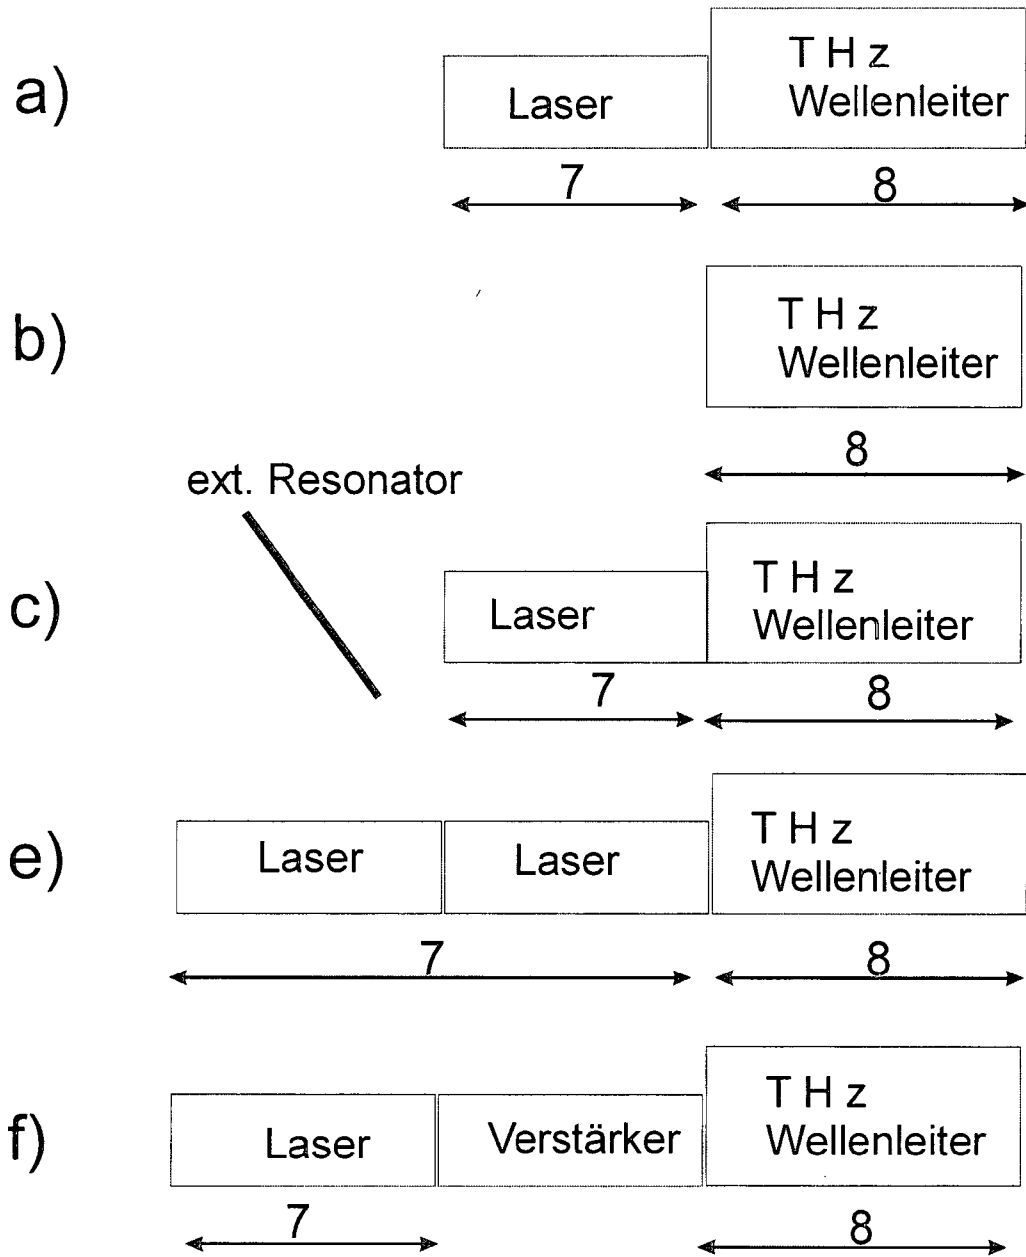 a)
Laser
T H z
Wellenleiter
7
8
b)
T H z
Wellenleiter
8
ext. Resonator
c)
Laser
T H z
Wellenleiter
7
8
e)
Laser
Laser
T H z
Wellenleiter
7
8
f)
Laser
Verstärker
T H z
Wellenleiter
7
8